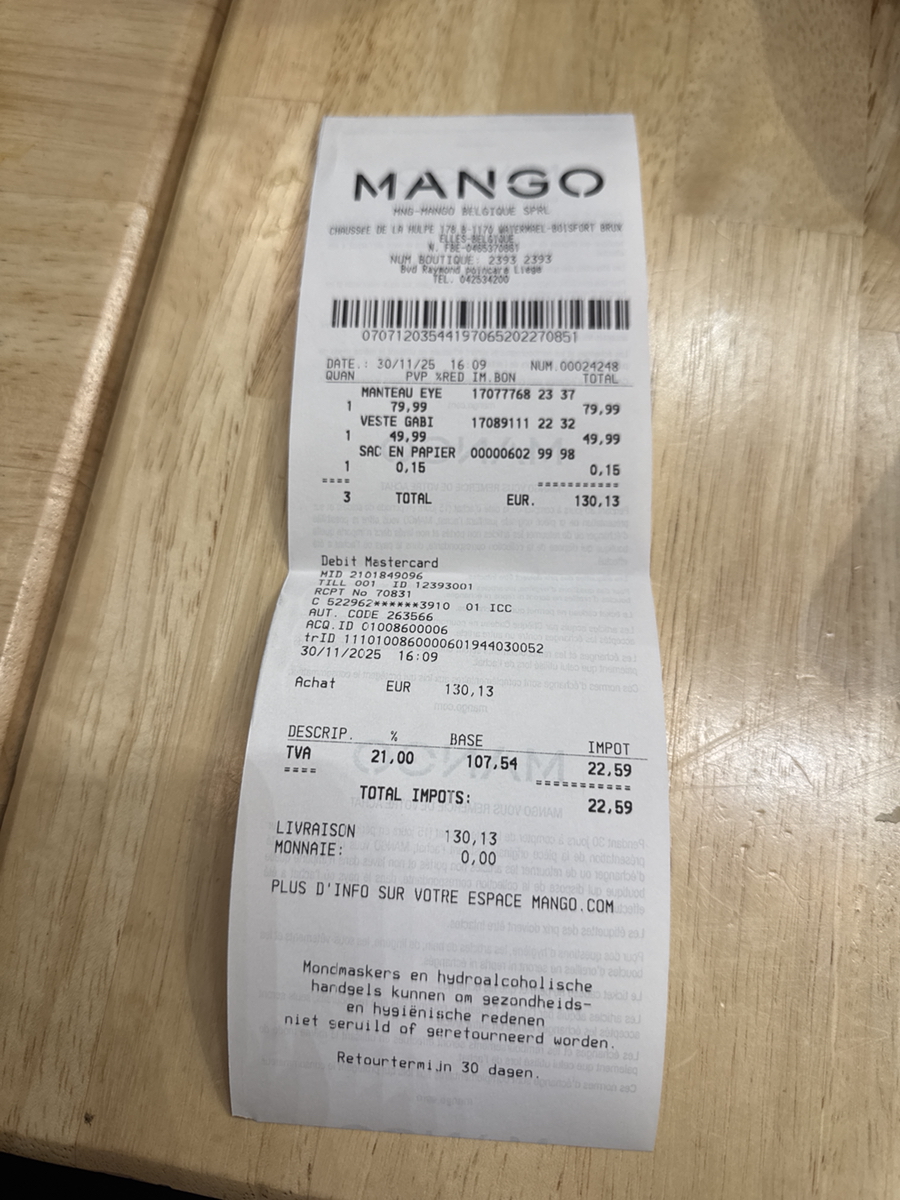 MANGO
MNG-MANGO BELGIQUE SPRL
CHAUSSEE DE LA HULPE 178 B-1170 WATERMAEL-BOISFORT BRUX
ELLES-BELGIQUE
N. FBE-0465370881
NUM BOUTIQUE: 2393 2393
Bvd Raymond poincare Liege
TEL. 042534200
07071203544197065202270851
DATE.: 30/11/25 16 09 NUM.00024248
QUAN PVP %RED IM.BON TOTAL
MANTEAU EYE 17077768 23 37
1 79,99 79,99
VESTE GABI 17089111 22 32
1 49,99 49,99
SAC EN PAPIER 00000602 99 98
1 0,15 0,15
==== ===========
3 TOTAL EUR. 130,13
Debit Mastercard
MID 2101849096
TILL 001 ID 12393001
RCPT No 70831
C 522962******3910 01 ICC
AUT. CODE 263566
ACQ.ID 01008600006
trID 1110100860000601944030052
30/11/2025 16:09
Achat EUR 130,13
DESCRIP. % BASE IMPOT
TVA 21,00 107,54 22,59
==== ===========
TOTAL IMPOTS: 22,59
LIVRAISON 130,13
MONNAIE: 0,00
PLUS D'INFO SUR VOTRE ESPACE MANGO.COM
Mondmaskers en hydroalcoholische
handgels kunnen om gezondheids-
en hygiënische redenen
niet geruild of geretourneerd worden.
Retourtermijn 30 dagen.